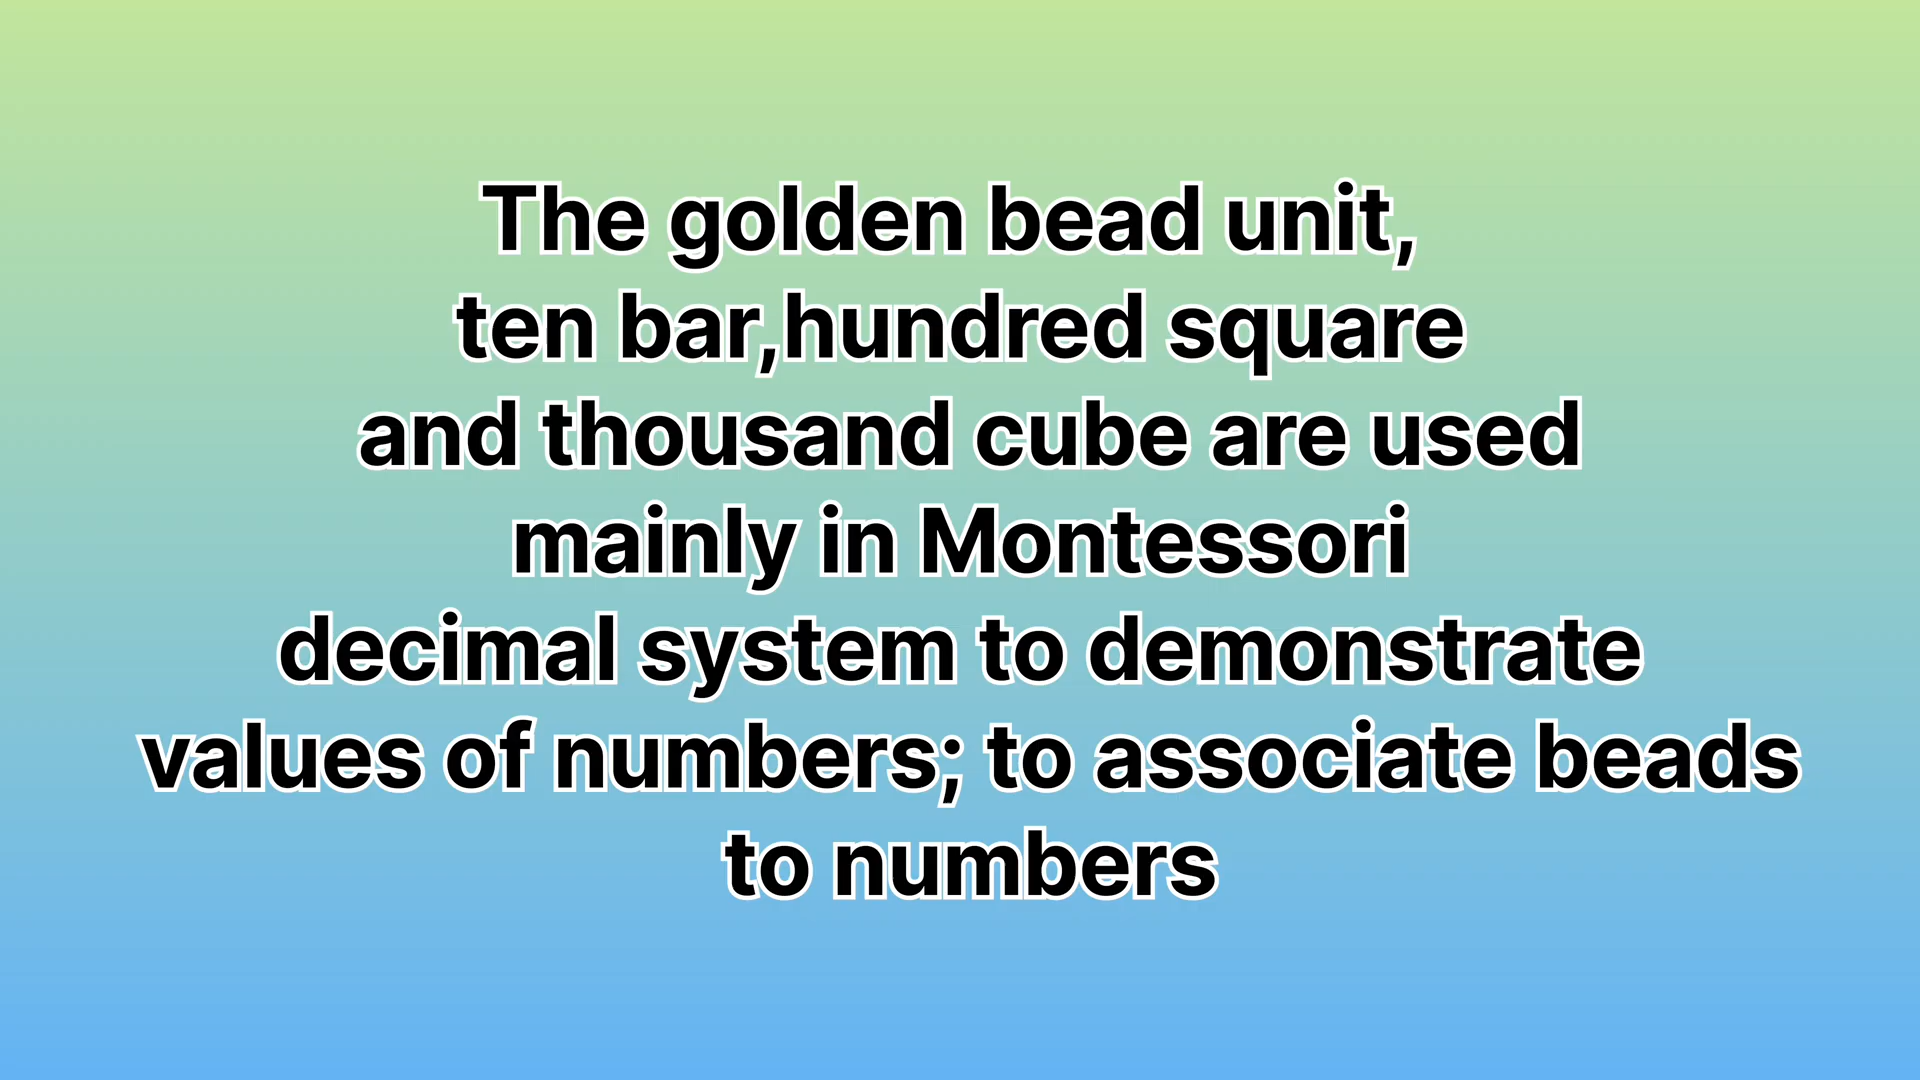 The golden bead unit,
ten bar,hundred square
and thousand cube are used
mainly in Montessori
decimal system to demonstrate
values of numbers; to associate beads
to numbers